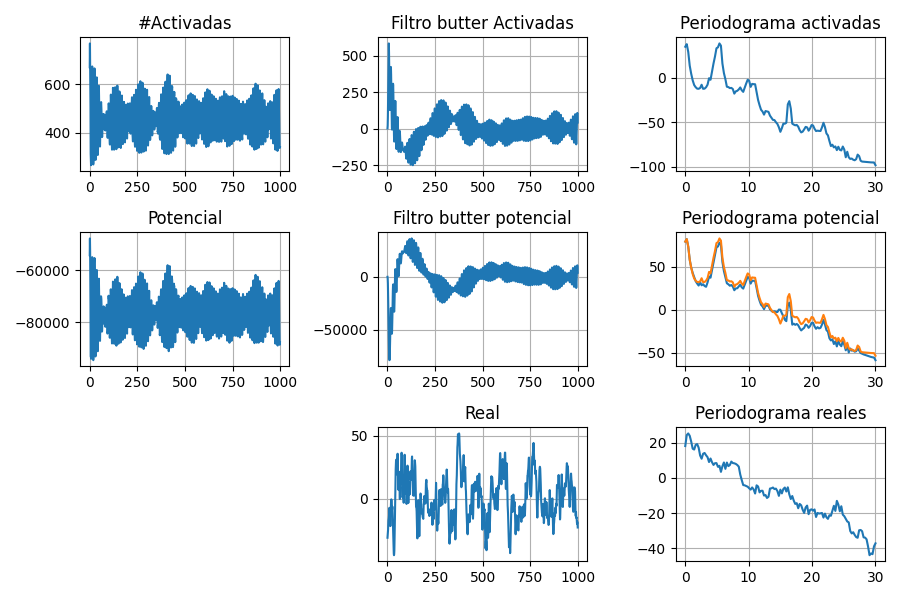 #Activadas
600
400
0 250 500 750 1000
Filtro butter Activadas
500
250
0
−250
0 250 500 750 1000
Periodograma activadas
0
−50
−100
0 10 20 30
Potencial
−60000
−80000
0 250 500 750 1000
Filtro butter potencial
0
−50000
0 250 500 750 1000
Periodograma potencial
50
0
−50
0 10 20 30
Real
50
0
0 250 500 750 1000
Periodograma reales
20
0
−20
−40
0 10 20 30